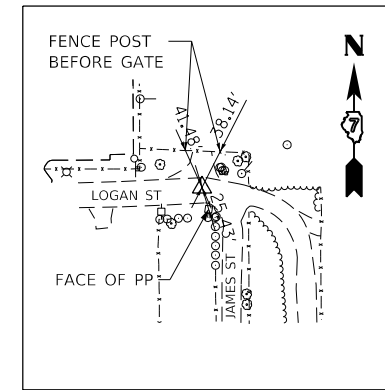 FENCE POST
BEFORE GATE
N
7
41.48'
38.14'
LOGAN ST
25.43'
FACE OF PP
JAMES ST